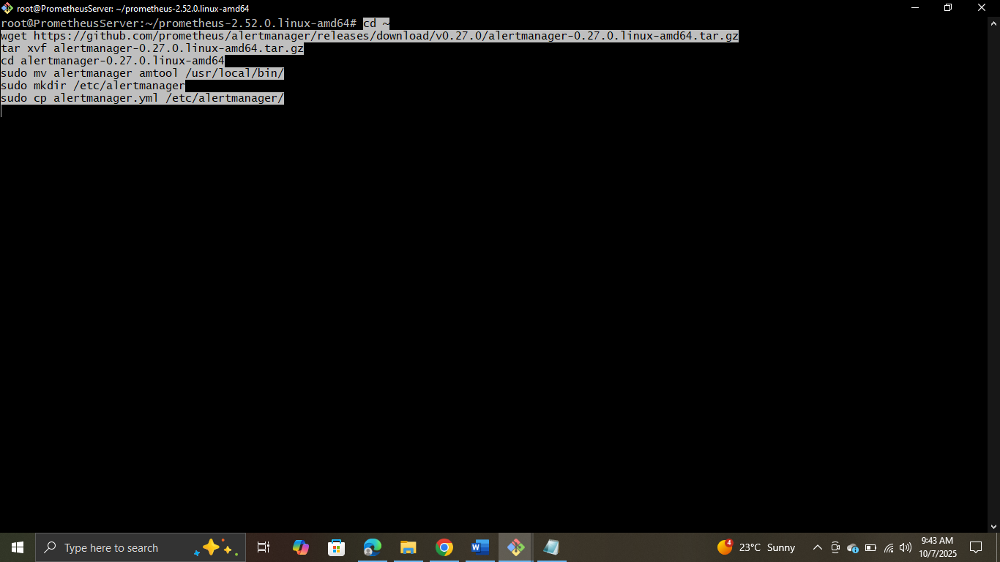 root@PrometheusServer: ~/prometheus-2.52.0.linux-amd64
root@PrometheusServer:~/prometheus-2.52.0.linux-amd64# cd ~
wget https://github.com/prometheus/alertmanager/releases/download/v0.27.0/alertmanager-0.27.0.linux-amd64.tar.gz
tar xvf alertmanager-0.27.0.linux-amd64.tar.gz
cd alertmanager-0.27.0.linux-amd64
sudo mv alertmanager amtool /usr/local/bin/
sudo mkdir /etc/alertmanager
sudo cp alertmanager.yml /etc/alertmanager/
Type here to search
4
23°C Sunny
9:43 AM
10/7/2025